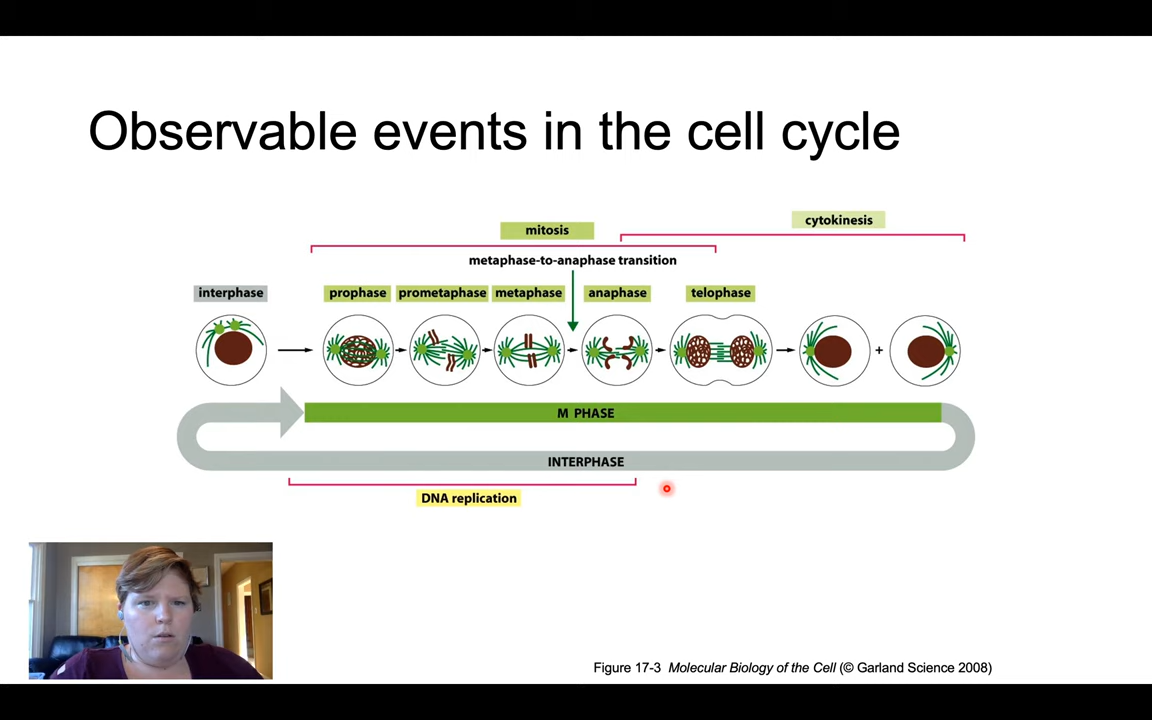 Observable events in the cell cycle
cytokinesis
mitosis
metaphase-to-anaphase transition
interphase
prophase
prometaphase
metaphase
anaphase
telophase
+
M PHASE
INTERPHASE
DNA replication
Figure 17-3 Molecular Biology of the Cell (© Garland Science 2008)